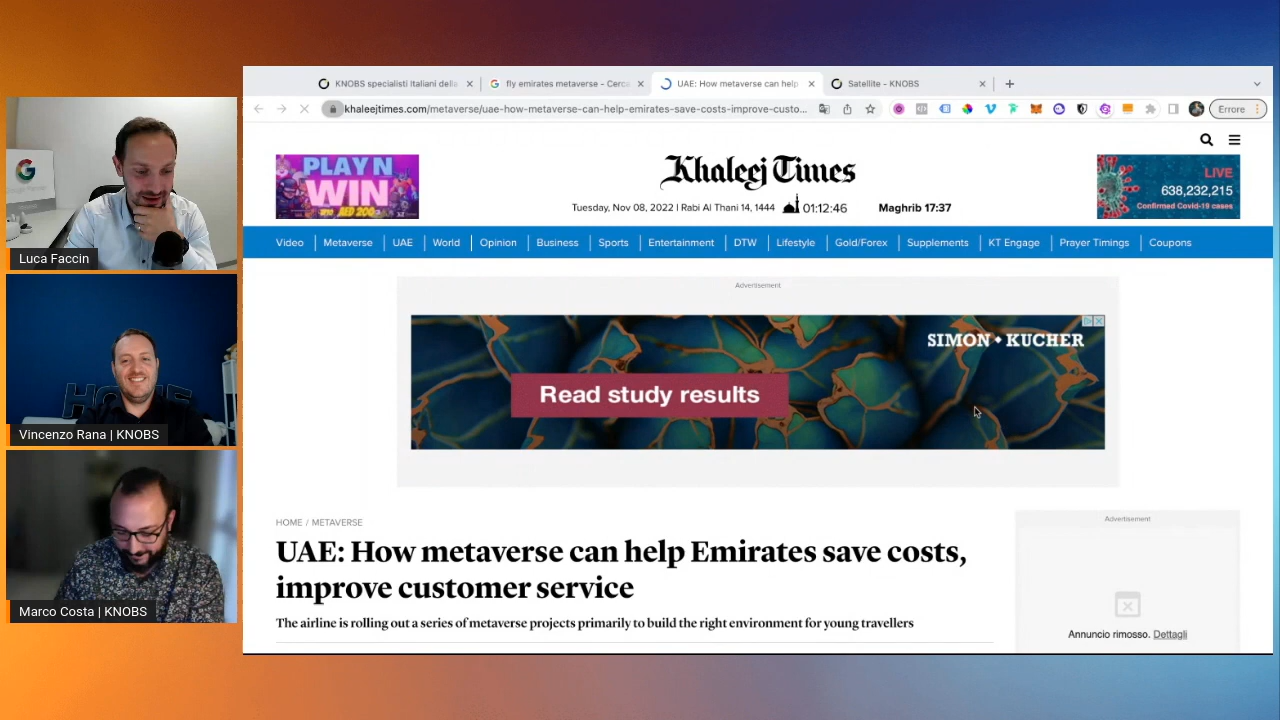 Luca Faccin
HOME
Vincenzo Rana | KNOBS
Marco Costa | KNOBS
KNOBS specialisti Italiani delle
fly emirates metaverse - Cerca
UAE: How metaverse can help
Satellite - KNOBS
khaleejtimes.com/metaverse/uae-how-metaverse-can-help-emirates-save-costs-improve-custo...
Errore
PLAY N
WIN
AED 200
Khaleej Times
Tuesday, Nov 08, 2022 | Rabi Al Thani 14, 1444
01:12:46
Maghrib 17:37
LIVE
638,232,215
Confirmed Covid-19 cases
Video
Metaverse
UAE
World
Opinion
Business
Sports
Entertainment
DTW
Lifestyle
Gold/Forex
Supplements
KT Engage
Prayer Timings
Coupons
Advertisement
SIMON • KUCHER
Read study results
HOME / METAVERSE
UAE: How metaverse can help Emirates save costs,
improve customer service
The airline is rolling out a series of metaverse projects primarily to build the right environment for young travellers
Advertisement
Annuncio rimosso. Dettagli